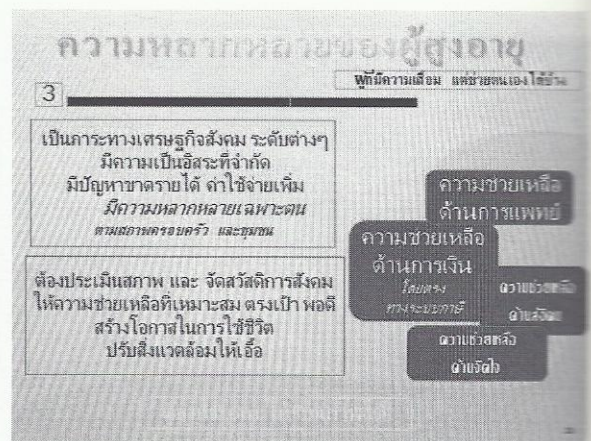 ความหลากหลายของผู้สูงอายุ
ผู้ที่มีความเสื่อม แต่ช่วยตนเองได้บ้าง
3
เป็นภาระทางเศรษฐกิจสังคม ระดับต่างๆ
มีความเป็นอิสระที่จำกัด
มีปัญหาขาดรายได้ ค่าใช้จ่ายเพิ่ม
มีความหลากหลายเฉพาะตน
ตามสภาพครอบครัว และชุมชน
ต้องประเมินสภาพ และ จัดสวัสดิการสังคม
ให้ความช่วยเหลือที่เหมาะสม ตรงเป้า พอดี
สร้างโอกาสในการใช้ชีวิต
ปรับสิ่งแวดล้อมให้เอื้อ
ความช่วยเหลือ
ด้านการแพทย์
ความช่วยเหลือ
ด้านการเงิน
โดยตรง
ทางระบบภาษี
ความช่วยเหลือ
ด้านสังคม
ความช่วยเหลือ
ด้านจิตใจ